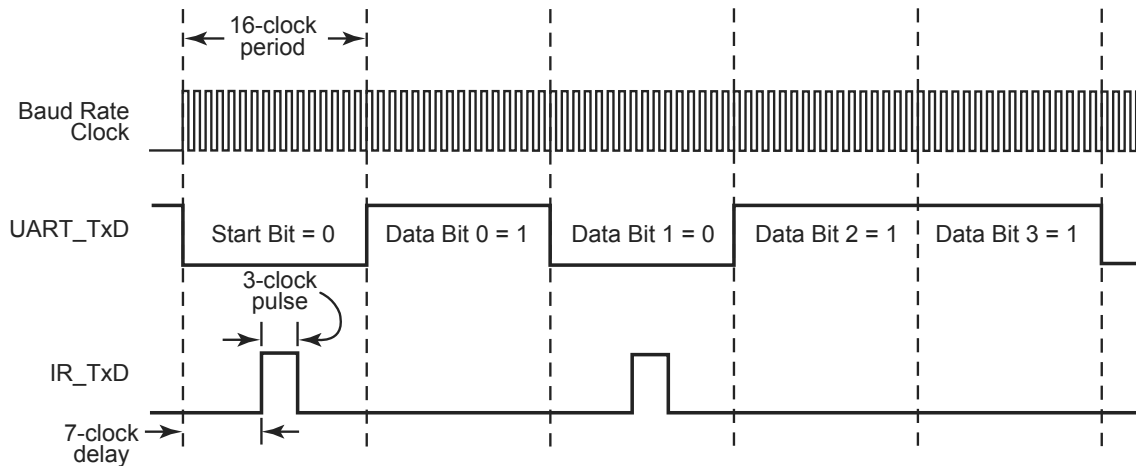 16-clock
period
Baud Rate
Clock
UART_TxD
Start Bit = 0
Data Bit 0 = 1
Data Bit 1 = 0
Data Bit 2 = 1
Data Bit 3 = 1
3-clock
pulse
IR_TxD
7-clock
delay